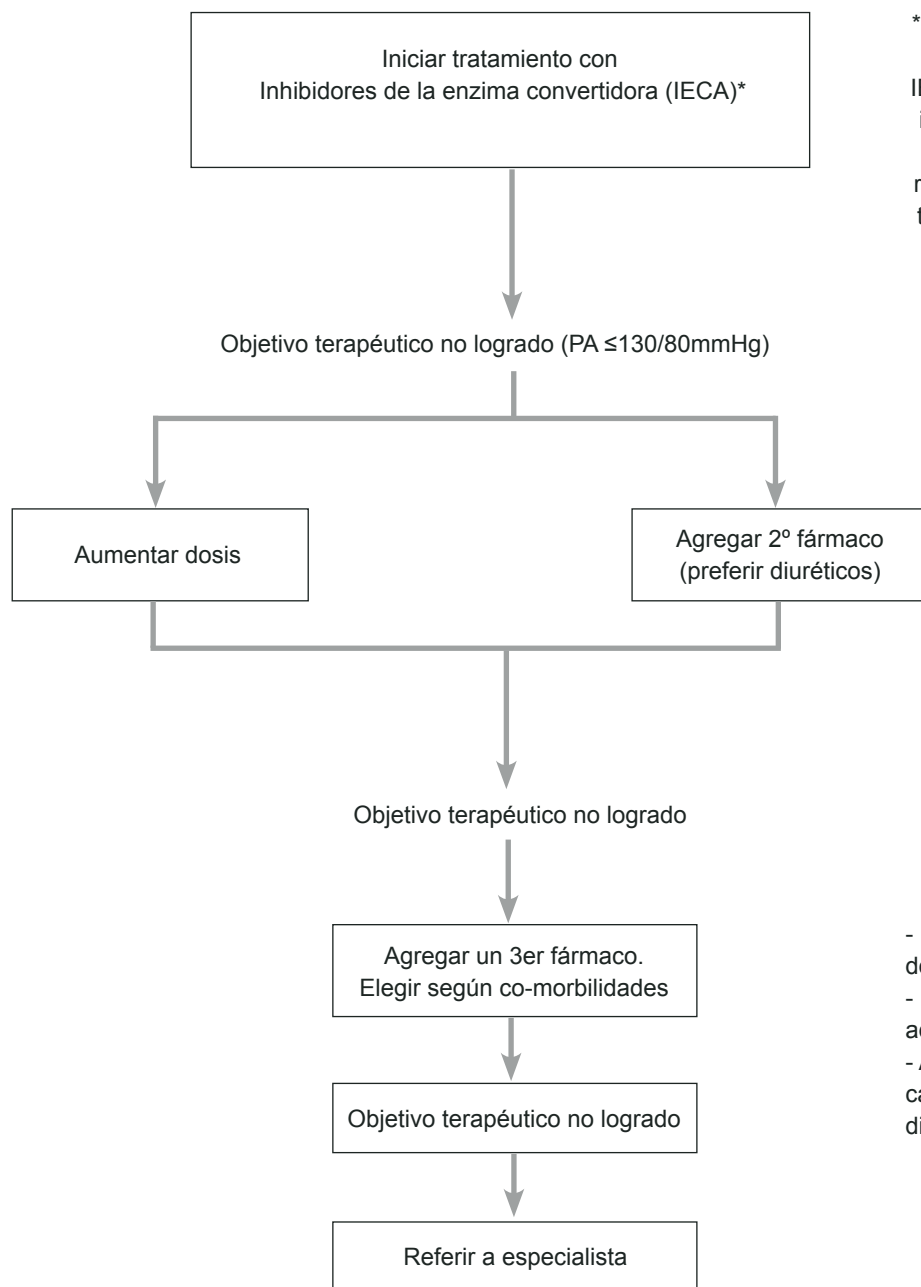 Iniciar tratamiento con
Inhibidores de la enzima convertidora (IECA)*
*
Objetivo terapéutico no logrado (PA ≤130/80mmHg)
Aumentar dosis
Agregar 2º fármaco
(preferir diuréticos)
Objetivo terapéutico no logrado
Agregar un 3er fármaco.
Elegir según co-morbilidades
Objetivo terapéutico no logrado
Referir a especialista
-
-
-